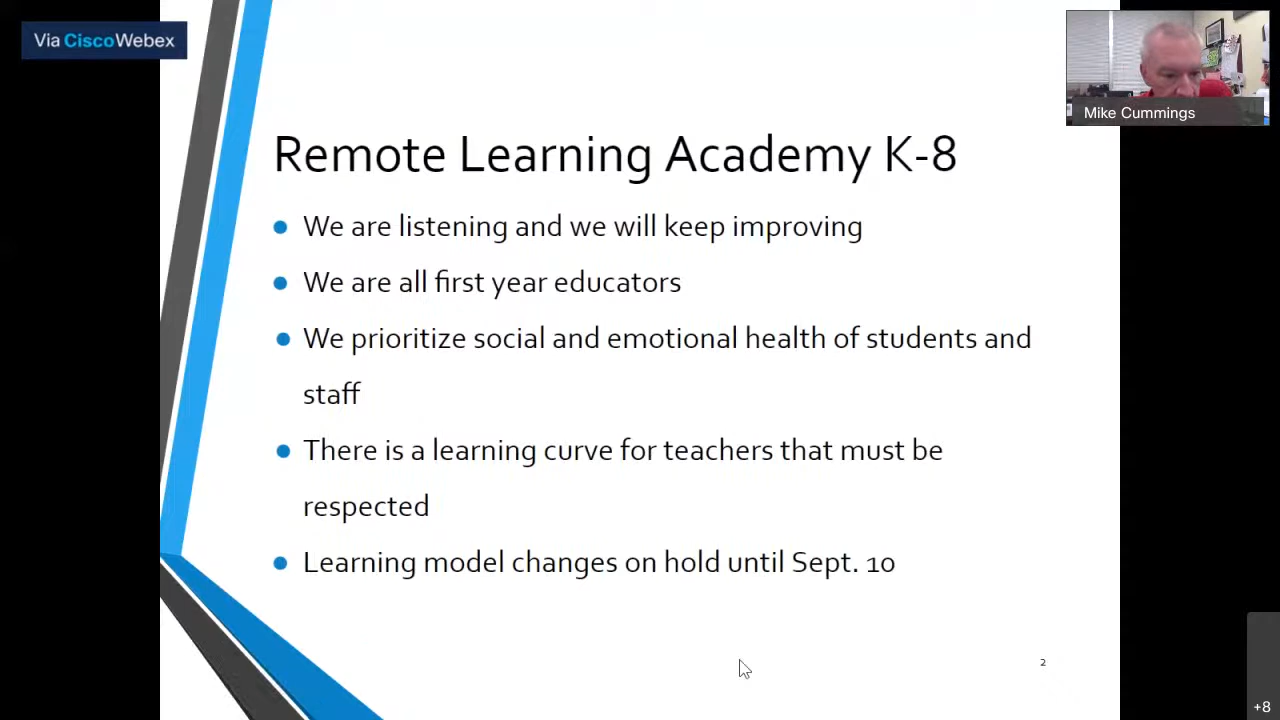 Via CiscoWebex
Mike Cummings
Remote Learning Academy K-8
We are listening and we will keep improving
We are all first year educators
We prioritize social and emotional health of students and
staff
There is a learning curve for teachers that must be
respected
Learning model changes on hold until Sept. 10
2
+8